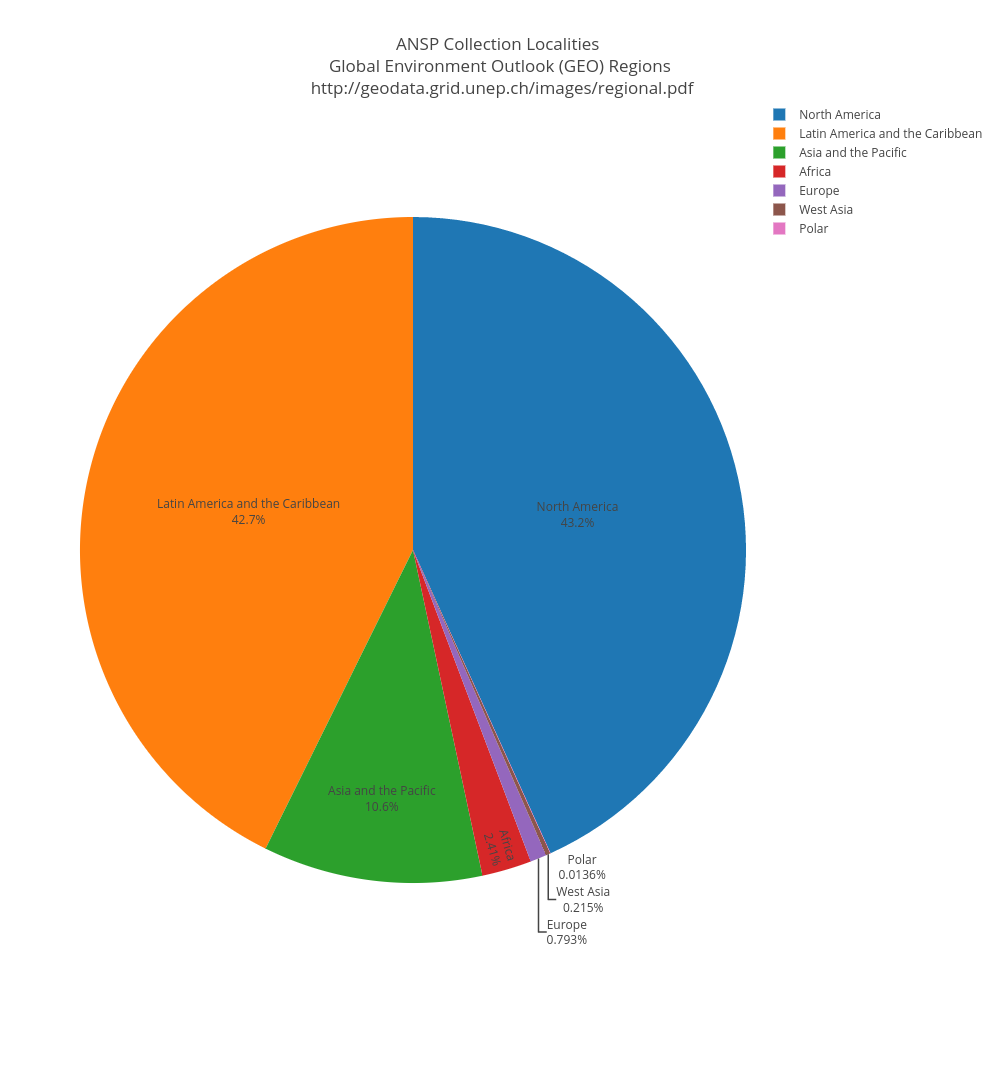 ANSP Collection Localities
Global Environment Outlook (GEO) Regions
http://geodata.grid.unep.ch/images/regional.pdf
North America
Latin America and the Caribbean
Asia and the Pacific
Africa
Europe
West Asia
Polar
Latin America and the Caribbean
42.7%
North America
43.2%
Asia and the Pacific
10.6%
Africa
2.41%
Polar
0.0136%
West Asia
0.215%
Europe
0.793%